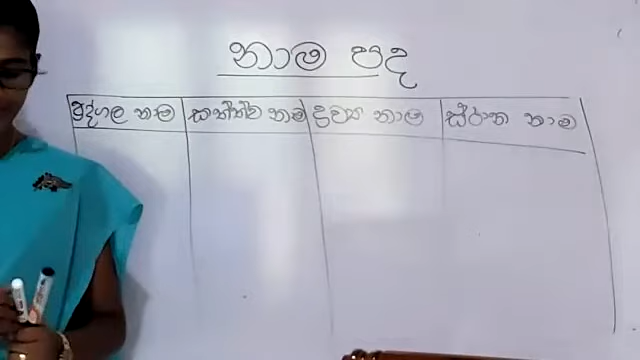 නාම පද
පුද්ගල නාම සත්ත්ව නාම ද්‍රව්‍ය නාම ස්ථාන නාම